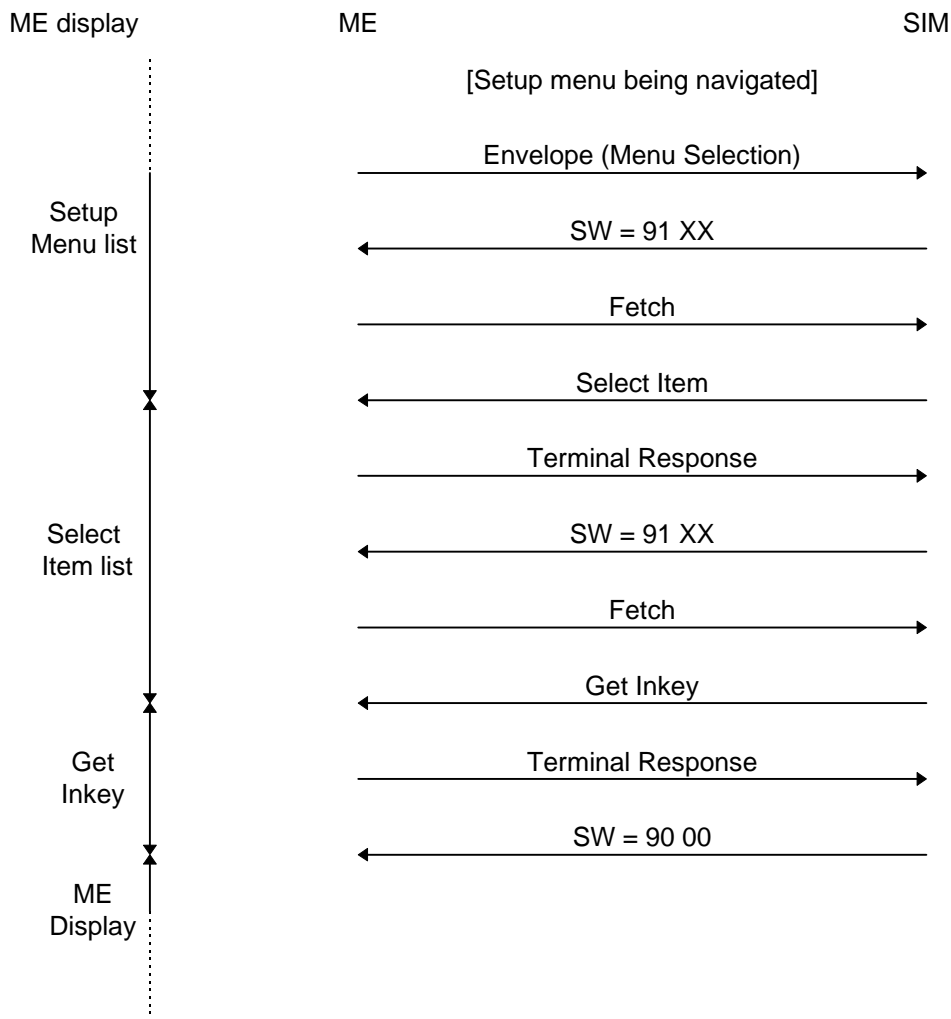 ME display
ME
SIM
[Setup menu being navigated]
Envelope (Menu Selection)
Setup
Menu list
SW = 91 XX
Fetch
Select Item
Terminal Response
Select
Item list
SW = 91 XX
Fetch
Get Inkey
Get
Inkey
Terminal Response
SW = 90 00
ME
Display